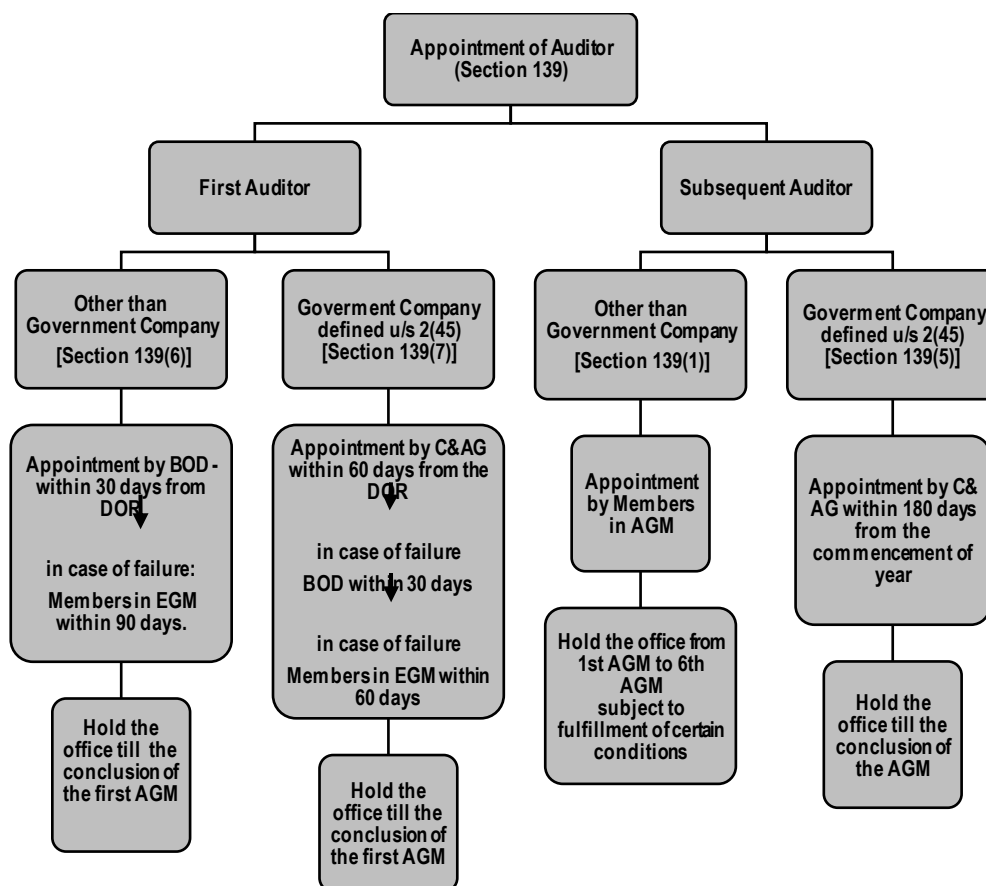 Appointment of Auditor
(Section 139)
First Auditor
Subsequent Auditor
Other than
Government Company
[Section 139(6)]
Goverment Company
defined u/s 2(45)
[Section 139(7)]
Other than
Government Company
[Section 139(1)]
Goverment Company
defined u/s 2(45)
[Section 139(5)]
Appointment by BOD -
within 30 days from
DOR
in case of failure:
Members in EGM
within 90 days.
Appointment by C&AG
within 60 days from the
DOR
in case of failure
BOD within 30 days
in case of failure
Members in EGM within
60 days
Appointment
by Members
in AGM
Appointment by C&
AG within 180 days
from the
commencement of
year
Hold the
office till the
conclusion of
the first AGM
Hold the
office till the
conclusion of
the first AGM
Hold the office from
1st AGM to 6th
AGM
subject to
fulfillment of certain
conditions
Hold the
office till the
conclusion of
the AGM